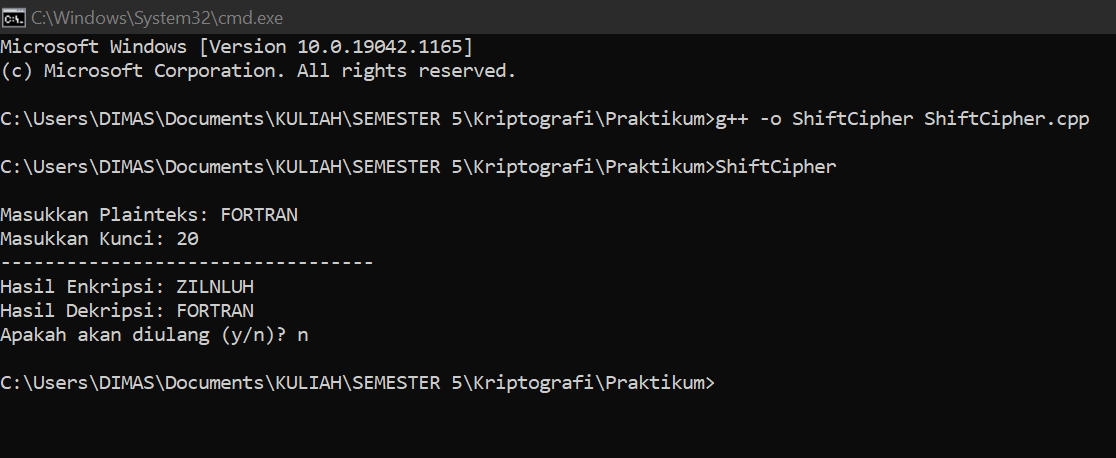 C:\Windows\System32\cmd.exe
Microsoft Windows [Version 10.0.19042.1165]
(c) Microsoft Corporation. All rights reserved.
C:\Users\DIMAS\Documents\KULIAH\SEMESTER 5\Kriptografi\Praktikum>g++ -o ShiftCipher ShiftCipher.cpp
C:\Users\DIMAS\Documents\KULIAH\SEMESTER 5\Kriptografi\Praktikum>ShiftCipher
Masukkan Plainteks: FORTRAN
Masukkan Kunci: 20
----------------------------------
Hasil Enkripsi: ZILNLUH
Hasil Dekripsi: FORTRAN
Apakah akan diulang (y/n)? n
C:\Users\DIMAS\Documents\KULIAH\SEMESTER 5\Kriptografi\Praktikum>